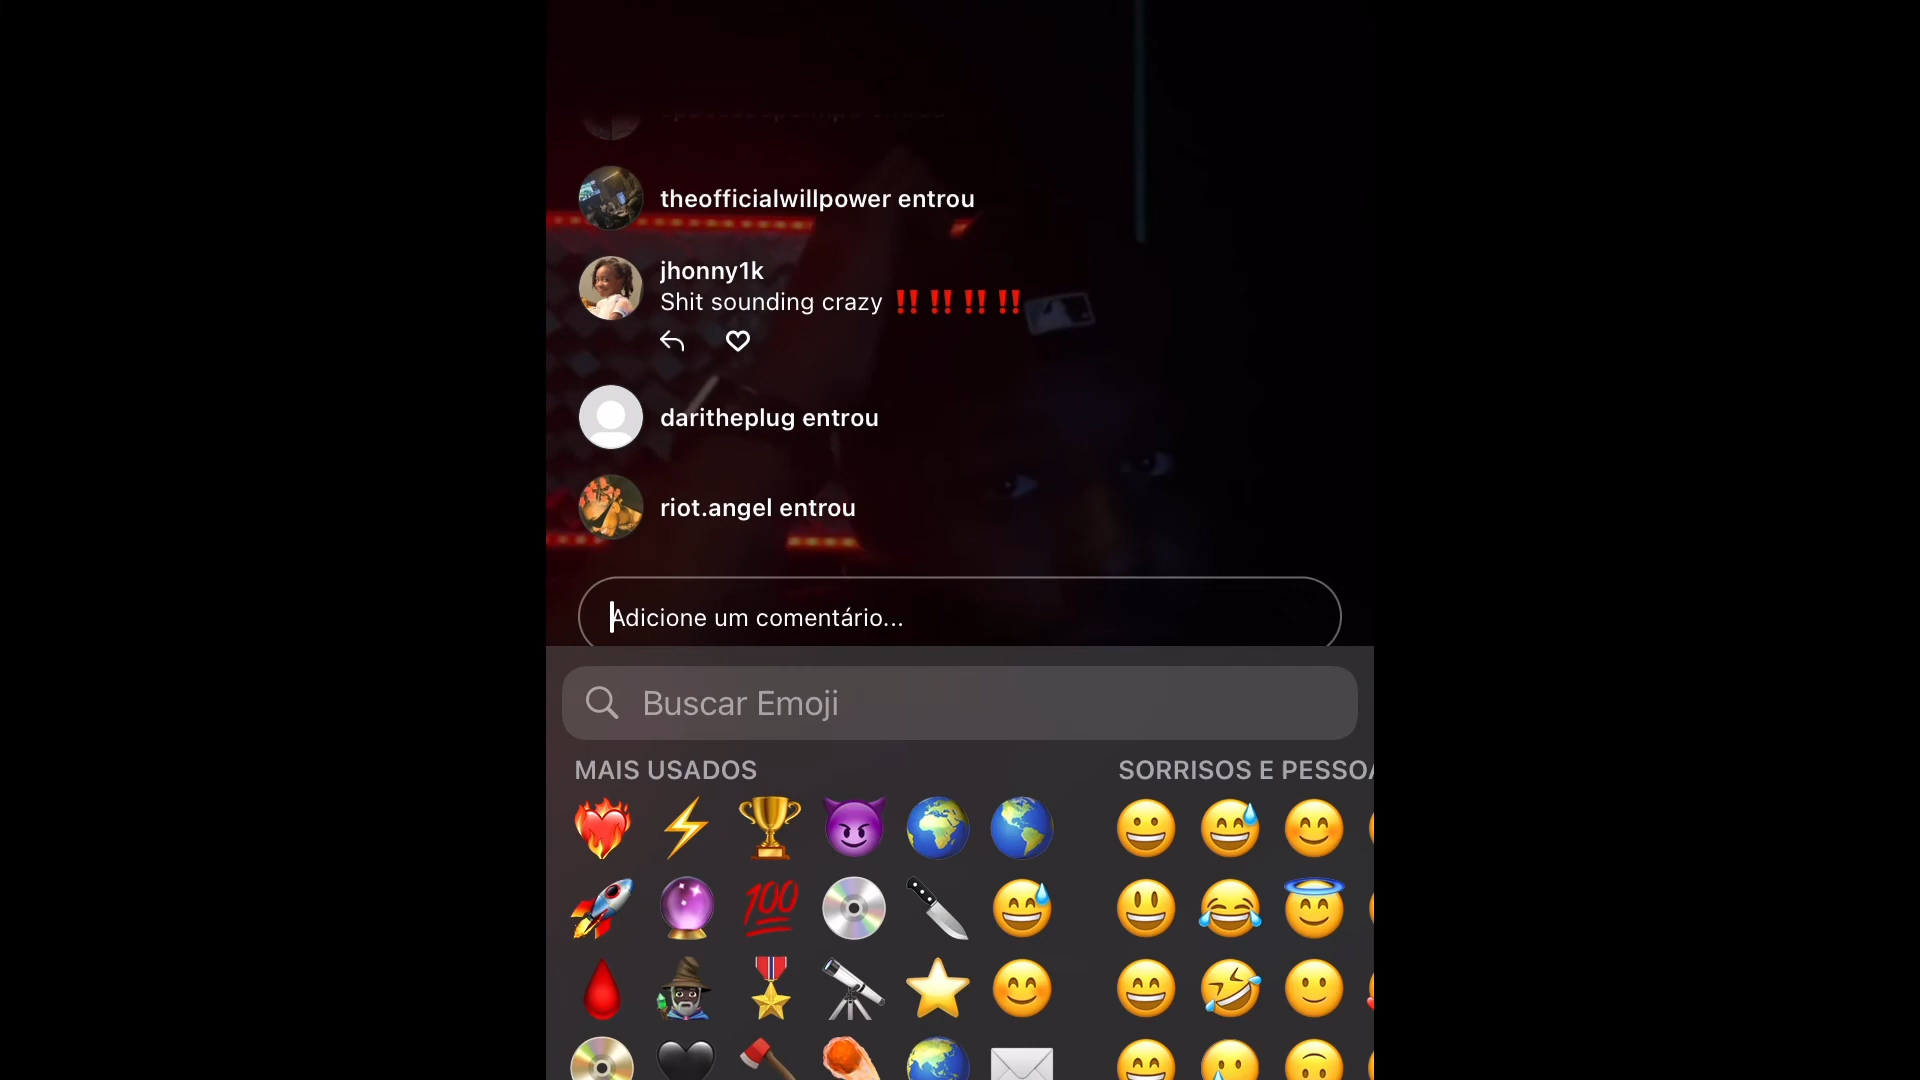 theofficialwillpower entrou
jhonny1k
Shit sounding crazy ‼️ ‼️ ‼️ ‼️
daritheplug entrou
riot.angel entrou
Adicione um comentário...
Buscar Emoji
MAIS USADOS
SORRISOS E PESSOA